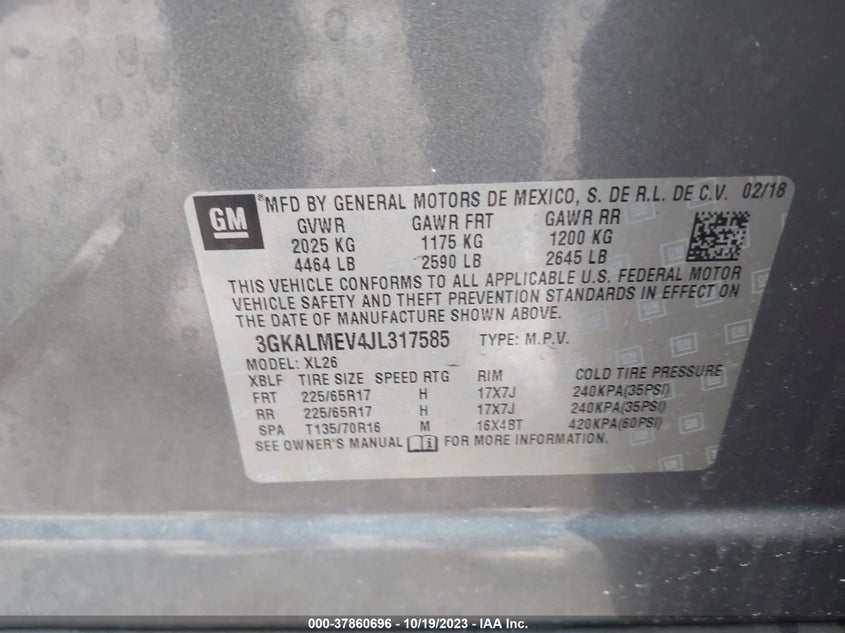 GM
*MFD BY GENERAL MOTORS DE MEXICO, S. DE R.L. DE C.V. 02/18
GVWR GAWR FRT GAWR RR
2025 KG 1175 KG 1200 KG
4464 LB 2590 LB 2645 LB
THIS VEHICLE CONFORMS TO ALL APPLICABLE U.S. FEDERAL MOTOR
VEHICLE SAFETY AND THEFT PREVENTION STANDARDS IN EFFECT ON
THE DATE OF MANUFACTURE SHOWN ABOVE.
3GKALMEV4JL317585 TYPE: M.P.V.
MODEL: XL26
XBLF TIRE SIZE SPEED RTG RIM COLD TIRE PRESSURE
FRT 225/65R17 H 17X7J 240KPA(35PSI)
RR 225/65R17 H 17X7J 240KPA(35PSI)
SPA T135/70R16 M 16X4BT 420KPA(60PSI)
SEE OWNER'S MANUAL FOR MORE INFORMATION.
000-37860696 - 10/19/2023 - IAA Inc.